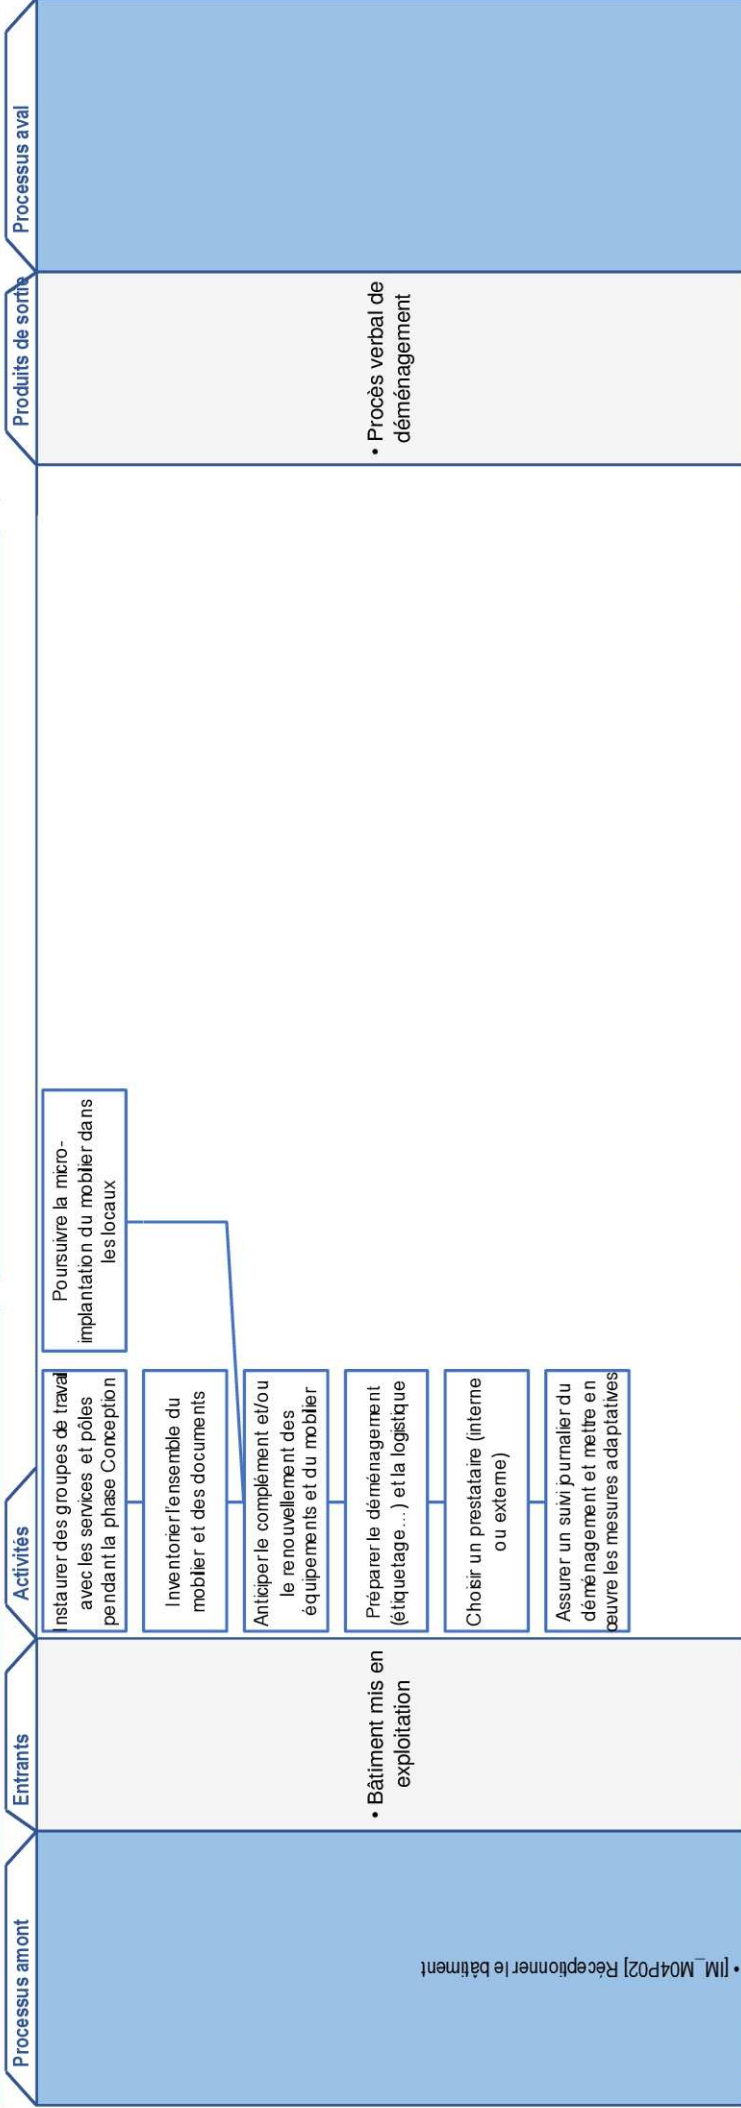 Processus amont
Entrants
Activités
Produits de sortie
Processus aval
• [IM_M04P02] Réceptionner le bâtiment
• Bâtiment mis en
exploitation
Instaurer des groupes de travail
avec les services et pôles
pendant la phase Conception
Poursuivre la micro-
implantation du mobilier dans
les locaux
Inventorier l'ensemble du
mobilier et des documents
Anticiper le complément et/ou
le renouvellement des
équipements et du mobilier
Préparer le déménagement
(étiquetage…) et la logistique
Choisir un prestataire (interne
ou externe)
Assurer un suivi journalier du
déménagement et mettre en
œuvre les mesures adaptatives
• Procès verbal de
déménagement